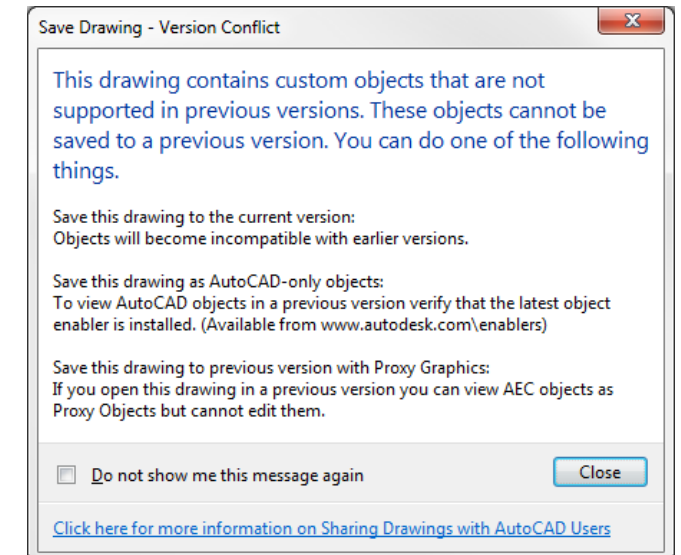 Save Drawing - Version Conflict
This drawing contains custom objects that are not
supported in previous versions. These objects cannot be
saved to a previous version. You can do one of the following
things.
Save this drawing to the current version:
Objects will become incompatible with earlier versions.
Save this drawing as AutoCAD-only objects:
To view AutoCAD objects in a previous version verify that the latest object
enabler is installed. (Available from www.autodesk.com\enablers)
Save this drawing to previous version with Proxy Graphics:
If you open this drawing in a previous version you can view AEC objects as
Proxy Objects but cannot edit them.
Do not show me this message again
Close
Click here for more information on Sharing Drawings with AutoCAD Users